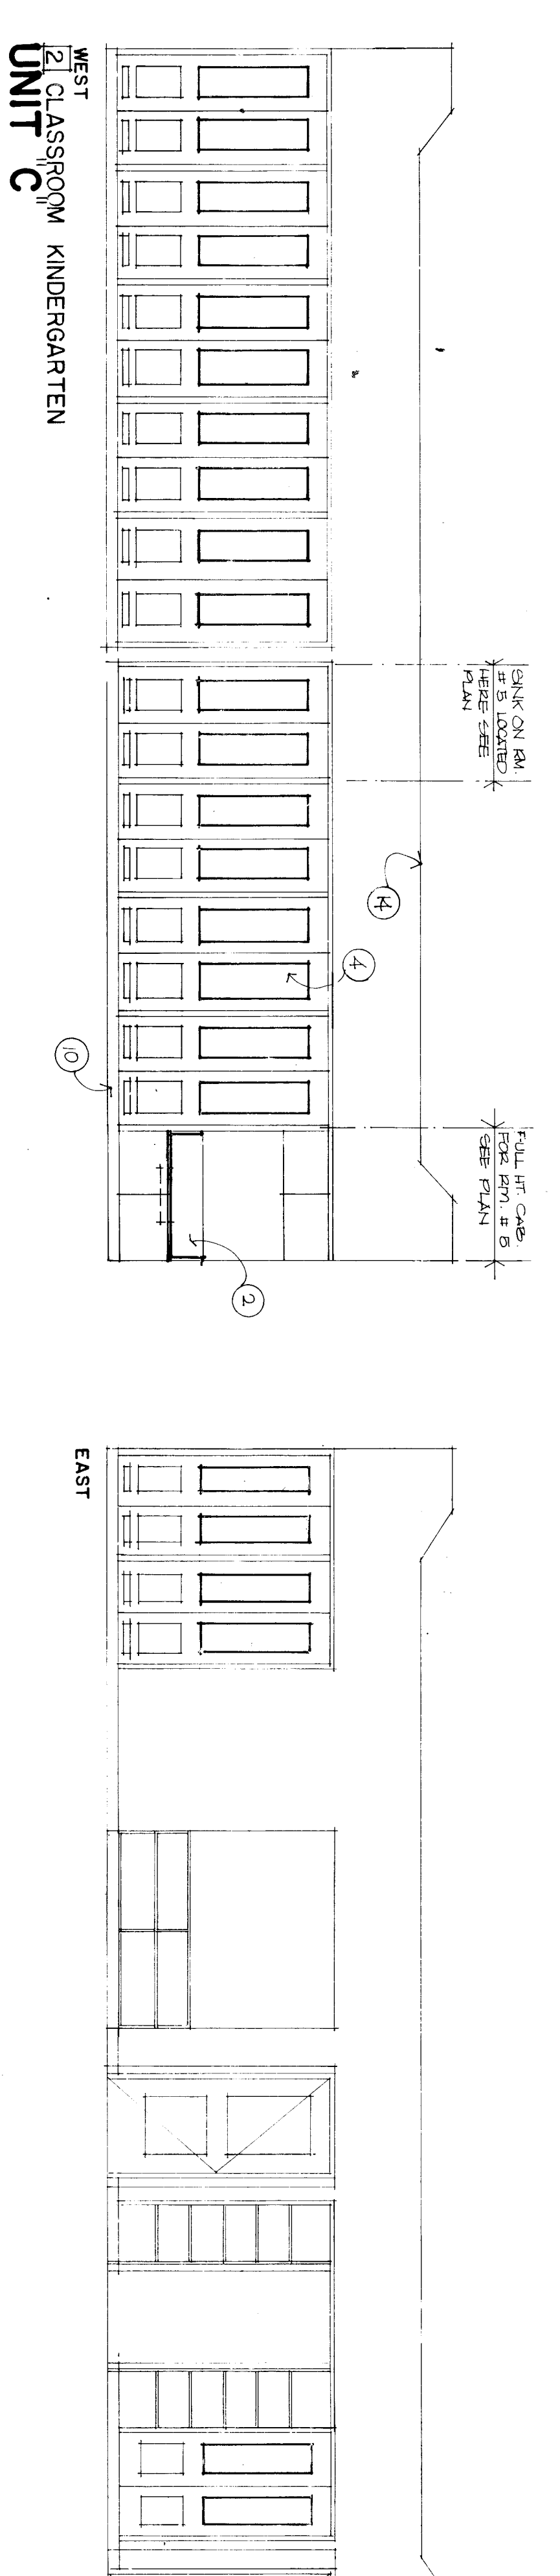 SINK ON RM.
# 5 LOCATED
HERE SEE
PLAN
FULL HT. CAB.
FOR RM. # 5
SEE PLAN
14
4
2
10
WEST
2 CLASSROOM KINDERGARTEN
UNIT "C"
EAST